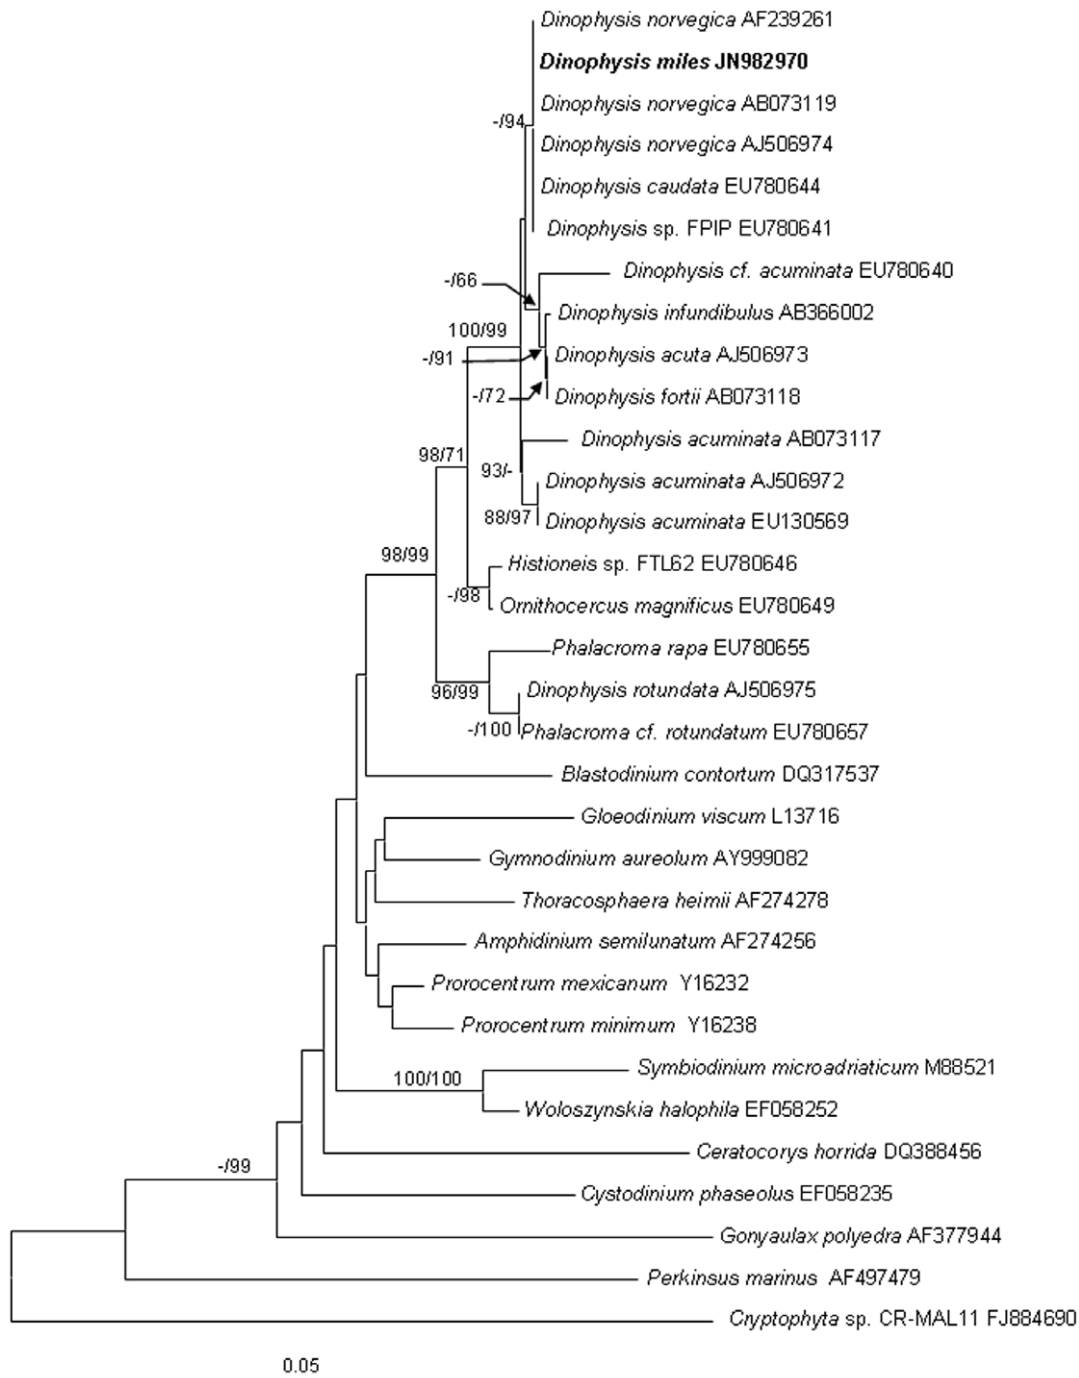 Dinophysis norvegica AF239261
Dinophysis miles JN982970
Dinophysis norvegica AB073119
-/94
Dinophysis norvegica AJ506974
Dinophysis caudata EU780644
Dinophysis sp. FPIP EU780641
Dinophysis cf. acuminata EU780640
-/66
Dinophysis infundibulus AB366002
100/99
Dinophysis acuta AJ506973
-/91
Dinophysis fortii AB073118
-/72
Dinophysis acuminata AB073117
98/71
93/-
Dinophysis acuminata AJ506972
88/97
Dinophysis acuminata EU130569
98/99
Histioneis sp. FTL62 EU780646
-/98
Ornithocercus magnificus EU780649
Phalacroma rapa EU780655
96/99
Dinophysis rotundata AJ506975
-/100
Phalacroma cf. rotundatum EU780657
Blastodinium contortum DQ317537
Gloeodinium viscum L13716
Gymnodinium aureolum AY999082
Thoracosphaera heimii AF274278
Amphidinium semilunatum AF274256
Prorocentrum mexicanum Y16232
Prorocentrum minimum Y16238
Symbiodinium microadriaticum M88521
100/100
Woloszynskia halophila EF058252
Ceratocorys horrida DQ388456
-/99
Cystodinium phaseolus EF058235
Gonyaulax polyedra AF377944
Perkinsus marinus AF497479
Cryptophyta sp. CR-MAL11 FJ884690
0.05